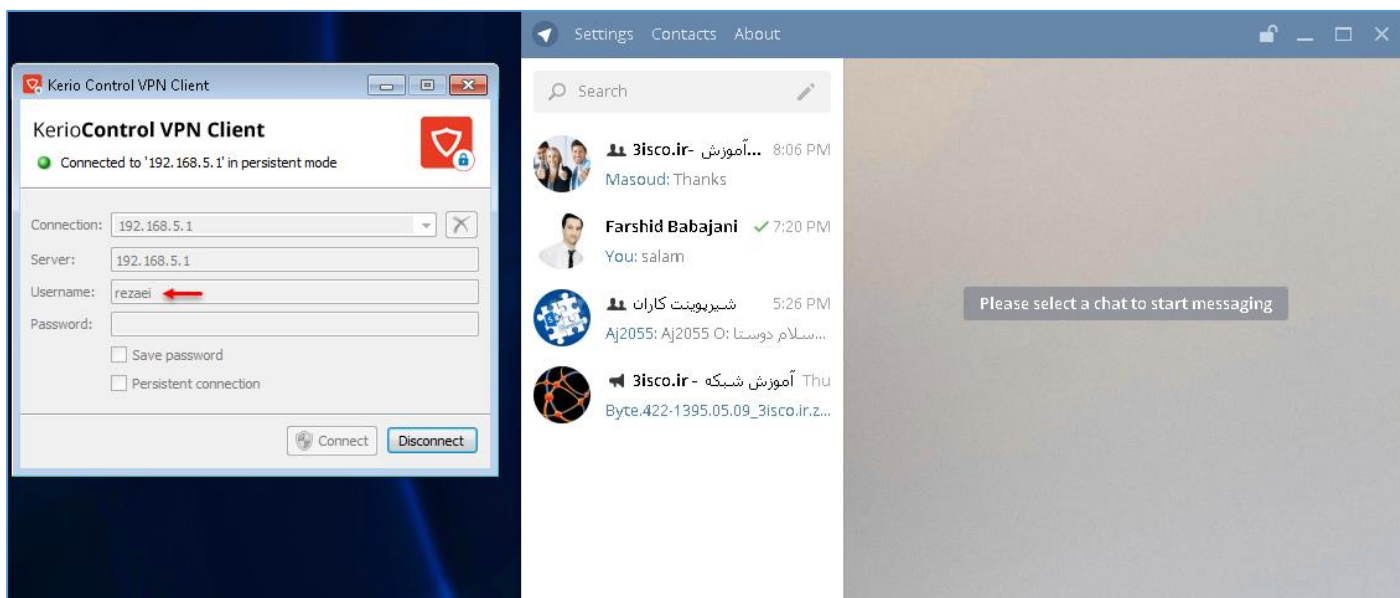 Kerio Control VPN Client
KerioControl VPN Client
Connected to '192.168.5.1' in persistent mode
Connection: 192.168.5.1
Server: 192.168.5.1
Username: rezaei
Password:
Save password
Persistent connection
Connect Disconnect
Settings Contacts About
Search
3isco.ir- آموزش... 8:06 PM
Masoud: Thanks
Farshid Babajani 7:20 PM
You: salam
شیرپوینت کاران 5:26 PM
Aj2055: Aj2055 O: سلام دوستا...
آموزش شبکه - 3isco.ir Thu
Byte.422-1395.05.09_3isco.ir.z...
Please select a chat to start messaging